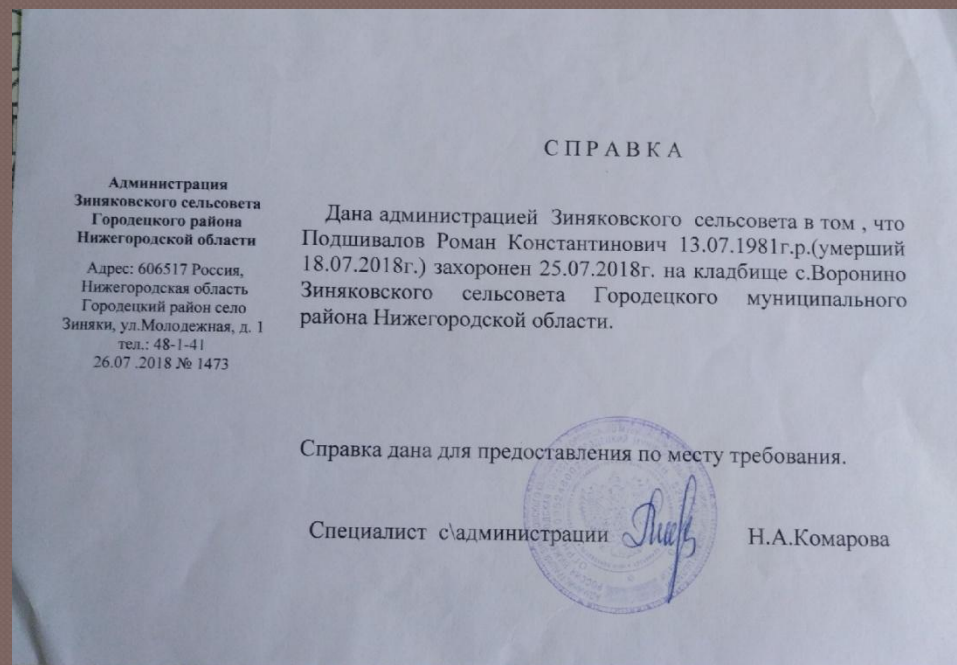 СПРАВКА
Администрация
Зиняковского сельсовета
Городецкого района
Нижегородской области
Адрес: 606517 Россия,
Нижегородская область
Городецкий район село
Зиняки, ул.Молодежная, д. 1
тел.: 48-1-41
26.07 .2018 № 1473
Дана администрацией Зиняковского сельсовета в том , что
Подшивалов Роман Константинович 13.07.1981г.р.(умерший
18.07.2018г.) захоронен 25.07.2018г. на кладбище с.Воронино
Зиняковского сельсовета Городецкого муниципального
района Нижегородской области.
Справка дана для предоставления по месту требования.
Специалист с\администрации Н.А.Комарова